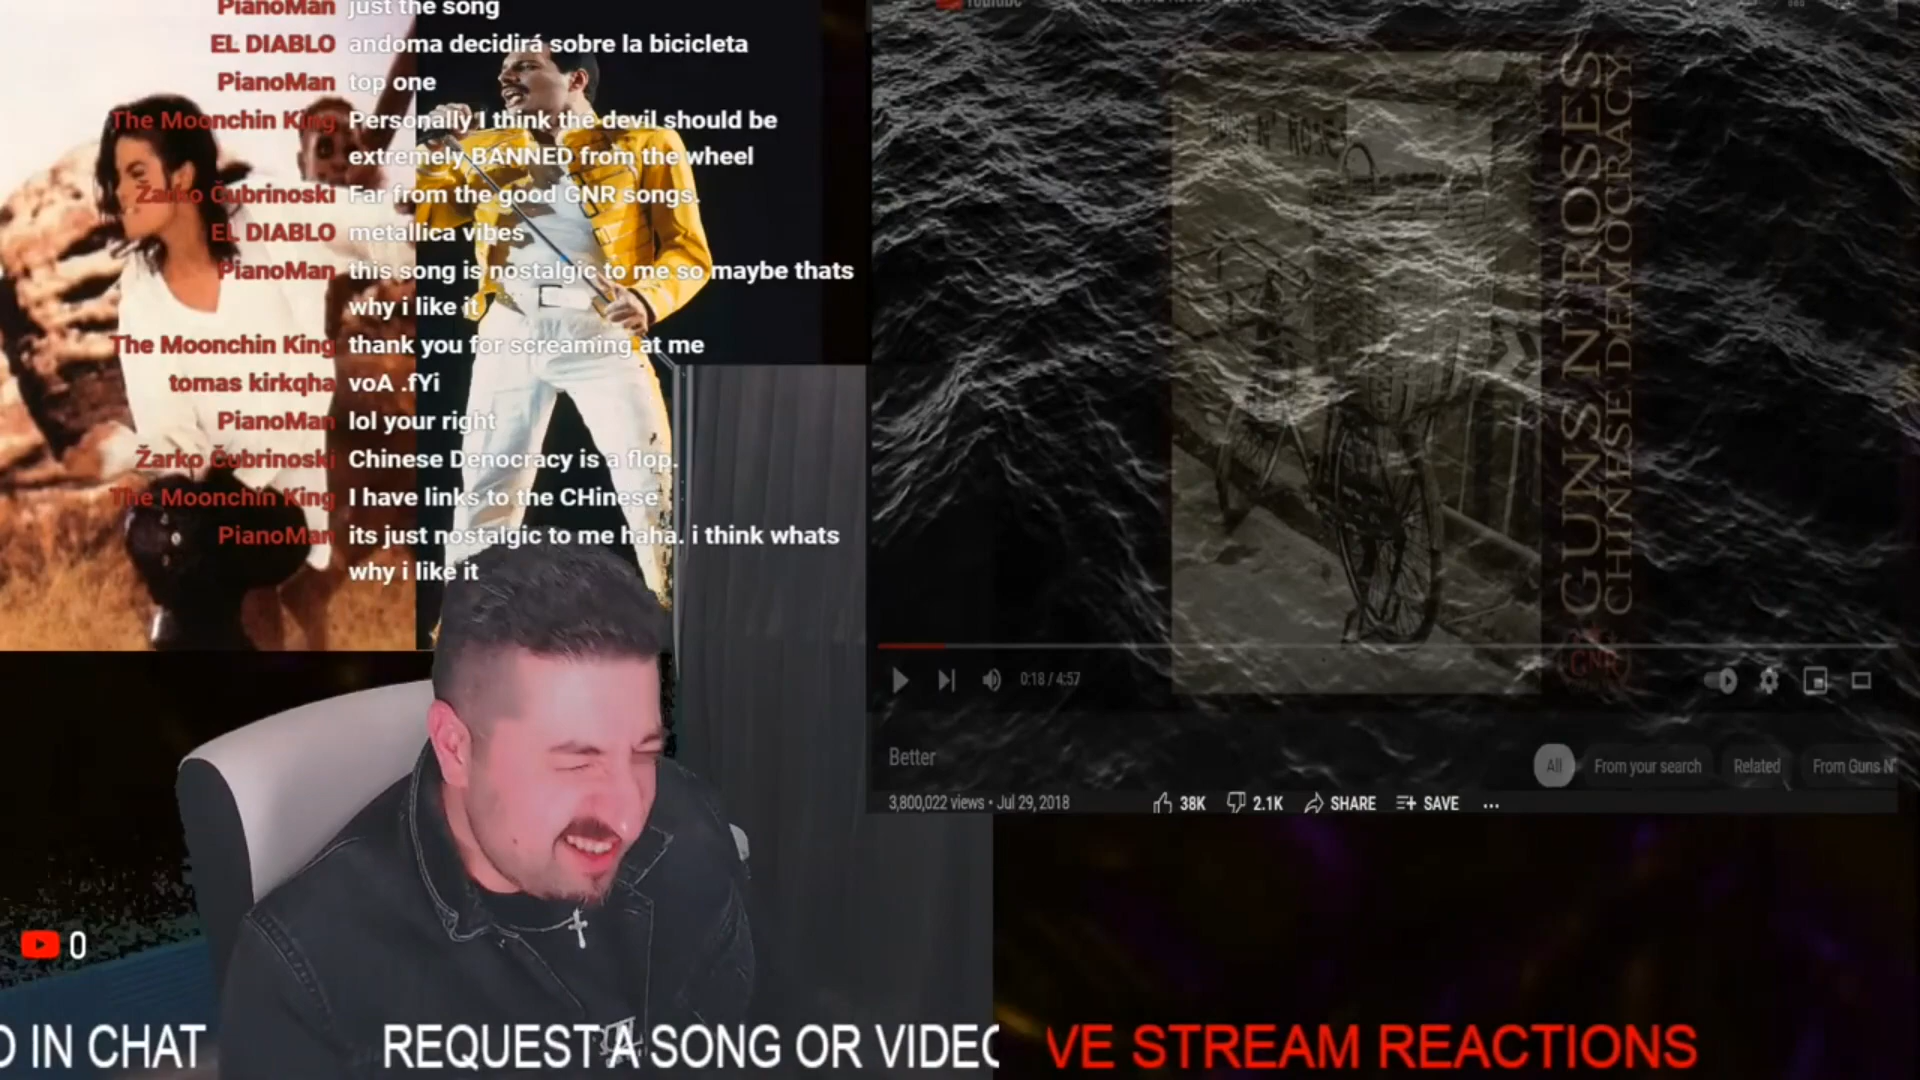 PianoMan just the song
EL DIABLO andoma decidirá sobre la bicicleta
PianoMan top one
The Moonchin King Personally I think the devil should be
extremely BANNED from the wheel
Žarko Čubrinoski Far from the good GNR songs.
EL DIABLO metallica vibes
PianoMan this song is nostalgic to me so maybe thats
why i like it
The Moonchin King thank you for screaming at me
tomas kirkqha voA .fYi
PianoMan lol your right
Žarko Čubrinoski Chinese Denocracy is a flop.
The Moonchin King I have links to the CHinese
PianoMan its just nostalgic to me haha. i think whats
why i like it
GUNS N' ROSES
CHINESE DEMOCRACY
GNR
0:18 / 4:57
Better
All From your search Related From Guns N'
3,800,022 views • Jul 29, 2018 38K 2.1K SHARE SAVE ...
0
IN CHAT REQUEST A SONG OR VIDEO
VE STREAM REACTIONS